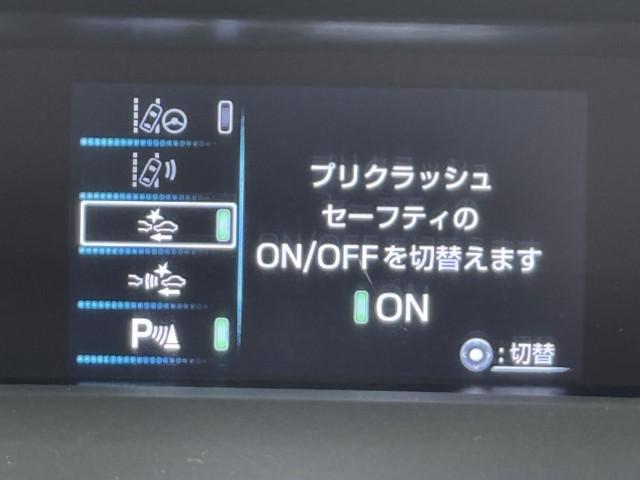 プリクラッシュ
セーフティの
ON/OFFを切替えます
ON
P
:切替